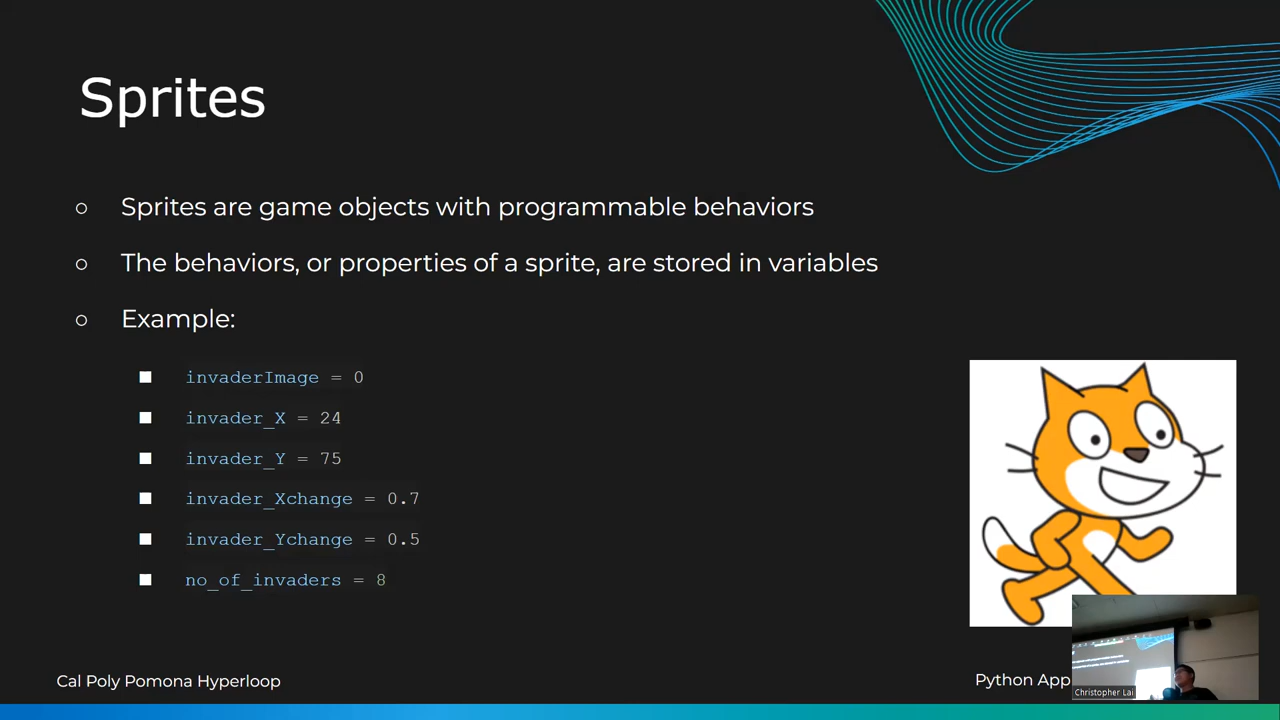 Sprites
○ Sprites are game objects with programmable behaviors
○ The behaviors, or properties of a sprite, are stored in variables
○ Example:
■ invaderImage = 0
■ invader_X = 24
■ invader_Y = 75
■ invader_Xchange = 0.7
■ invader_Ychange = 0.5
■ no_of_invaders = 8
Cal Poly Pomona Hyperloop
Python App
Christopher Lai